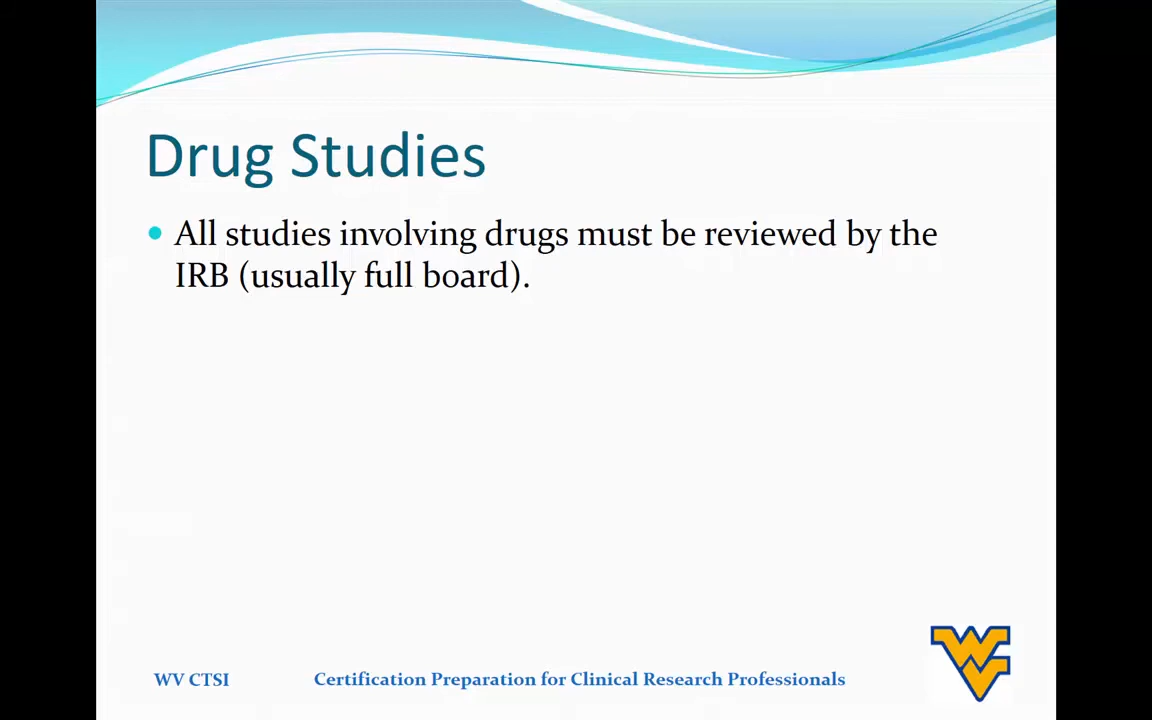 Drug Studies
• All studies involving drugs must be reviewed by the
IRB (usually full board).
WV CTSI
Certification Preparation for Clinical Research Professionals
WV